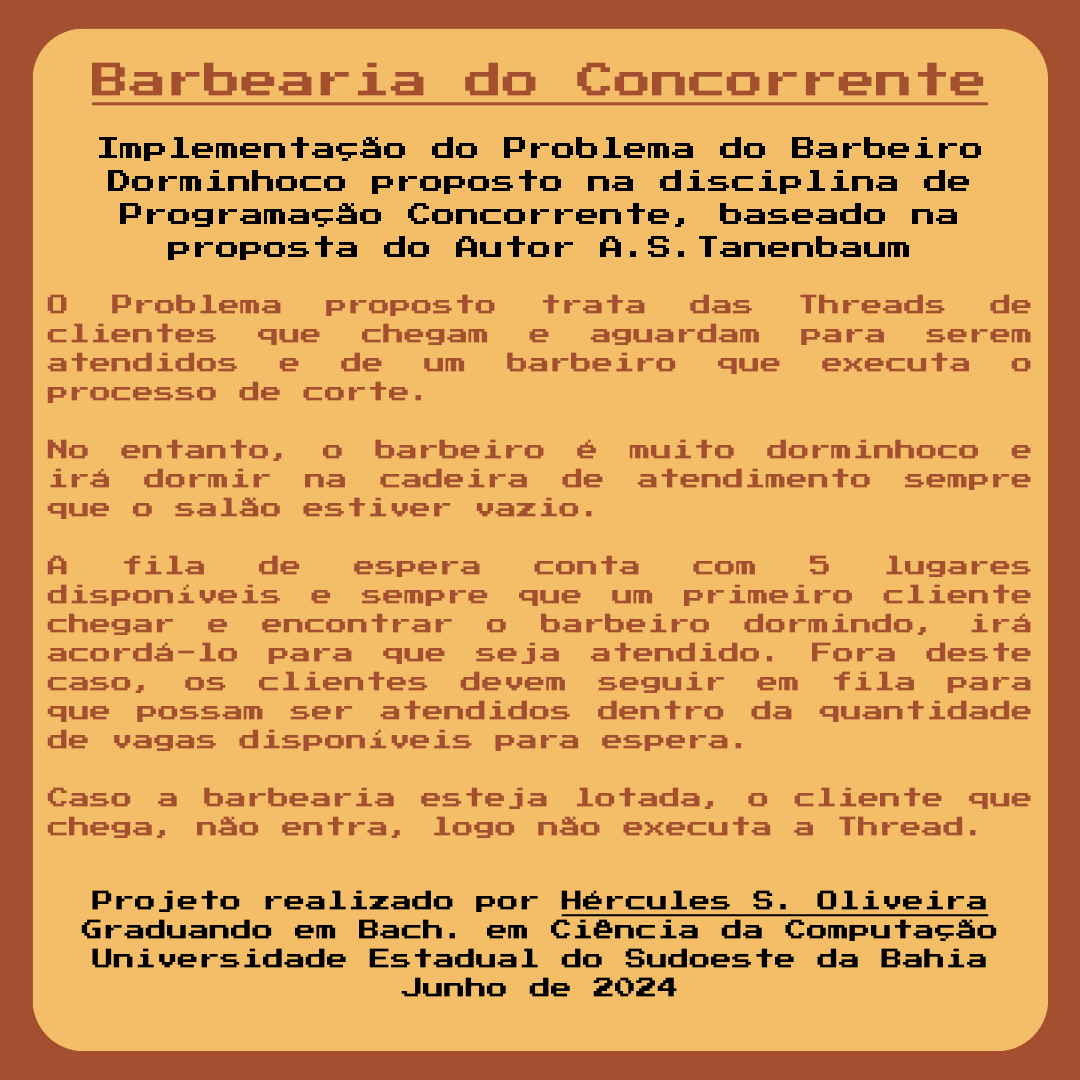 Barbearia do Concorrente
Implementação do Problema do Barbeiro
Dorminhoco proposto na disciplina de
Programação Concorrente, baseado na
proposta do Autor A.S.Tanenbaum
O Problema proposto trata das Threads de
clientes que chegam e aguardam para serem
atendidos e de um barbeiro que executa o
processo de corte.
No entanto, o barbeiro é muito dorminhoco e
irá dormir na cadeira de atendimento sempre
que o salão estiver vazio.
A fila de espera conta com 5 lugares
disponíveis e sempre que um primeiro cliente
chegar e encontrar o barbeiro dormindo, irá
acordá-lo para que seja atendido. Fora deste
caso, os clientes devem seguir em fila para
que possam ser atendidos dentro da quantidade
de vagas disponíveis para espera.
Caso a barbearia esteja lotada, o cliente que
chega, não entra, logo não executa a Thread.
Projeto realizado por Hércules S. Oliveira
Graduando em Bach. em Ciência da Computação
Universidade Estadual do Sudoeste da Bahia
Junho de 2024